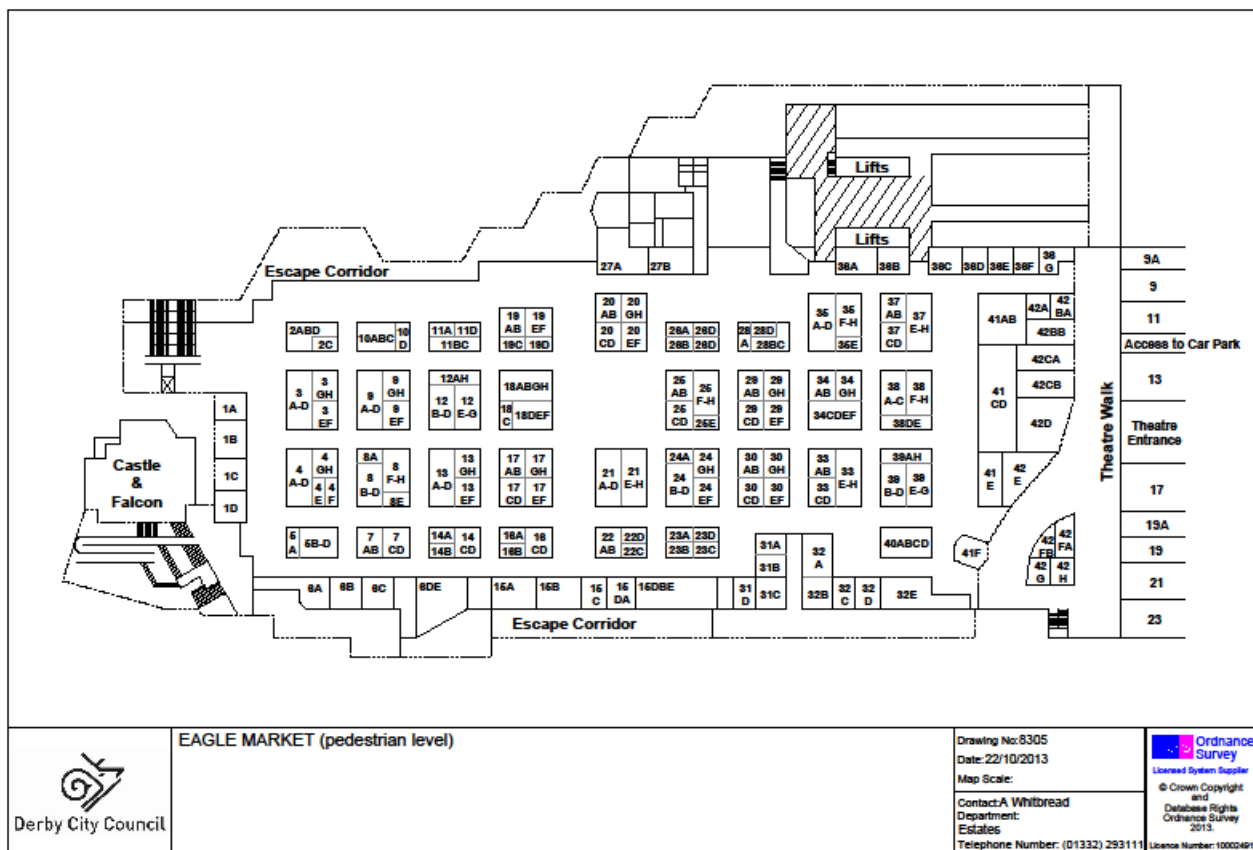 Lifts
Lifts
Escape Corridor
27A
27B
36A
36B
36C
36D
36E
36F
36
G
9A
9
11
Access to Car Park
13
Theatre
Entrance
17
19A
19
21
23
Theatre Walk
2ABD
2C
10ABC
10
D
11A 11D
11BC
19
AB
19
EF
19C 19D
20
AB
20
GH
20
CD
20
EF
26A 26D
26B 26D
28
A
28D
28BC
35
A-D
35
F-H
35E
37
AB
37
CD
37
E-H
41AB
42A
42
BA
42BB
42CA
42CB
42D
41
CD
41
E
42
E
3
A-D
3
GH
3
EF
9
A-D
9
GH
9
EF
12AH
12
B-D
12
E-G
18ABGH
18
C
18DEF
25
AB
25
CD
25
F-H
25E
29
AB
29
GH
29
CD
29
EF
34
AB
34
GH
34CDEF
38
A-C
38
F-H
38DE
1A
1B
1C
1D
Castle
&
Falcon
4
A-D
4
GH
4
E
4
F
8A
8
B-D
8
F-H
8E
13
A-D
13
GH
13
EF
17
AB
17
GH
17
CD
17
EF
21
A-D
21
E-H
24A
24
B-D
24
GH
24
EF
30
AB
30
GH
30
CD
30
EF
33
AB
33
CD
33
E-H
39AH
39
B-D
39
E-G
5
A
5B-D
7
AB
7
CD
14A
14B
14
CD
16A
16B
16
CD
22
AB
22D
22C
23A 23D
23B 23C
31A
31B
31C
31
D
32
A
32B
32
C
32
D
32E
40ABCD
41F
42
FB
42
FA
42
G
42
H
6A
6B
6C
6DE
15A
15B
15
C
15
DA
15DBE
Escape Corridor
Derby City Council
EAGLE MARKET (pedestrian level)
Drawing No:8305
Date:22/10/2013
Map Scale:
Contact:A Whitbread
Department:
Estates
Telephone Number: (01332) 293111
Ordnance
Survey
Licensed System Supplier
© Crown Copyright
and
Database Rights
Ordnance Survey
2013.
Licence Number:10002491